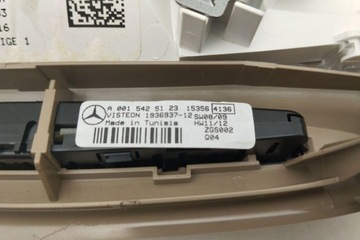 33
16
IGE 1
A 001 542 51 23 15356 4136
VISTEON 1936937-12 SW08/09
Made in Tunisia HW11/12
ZGS002
Q04